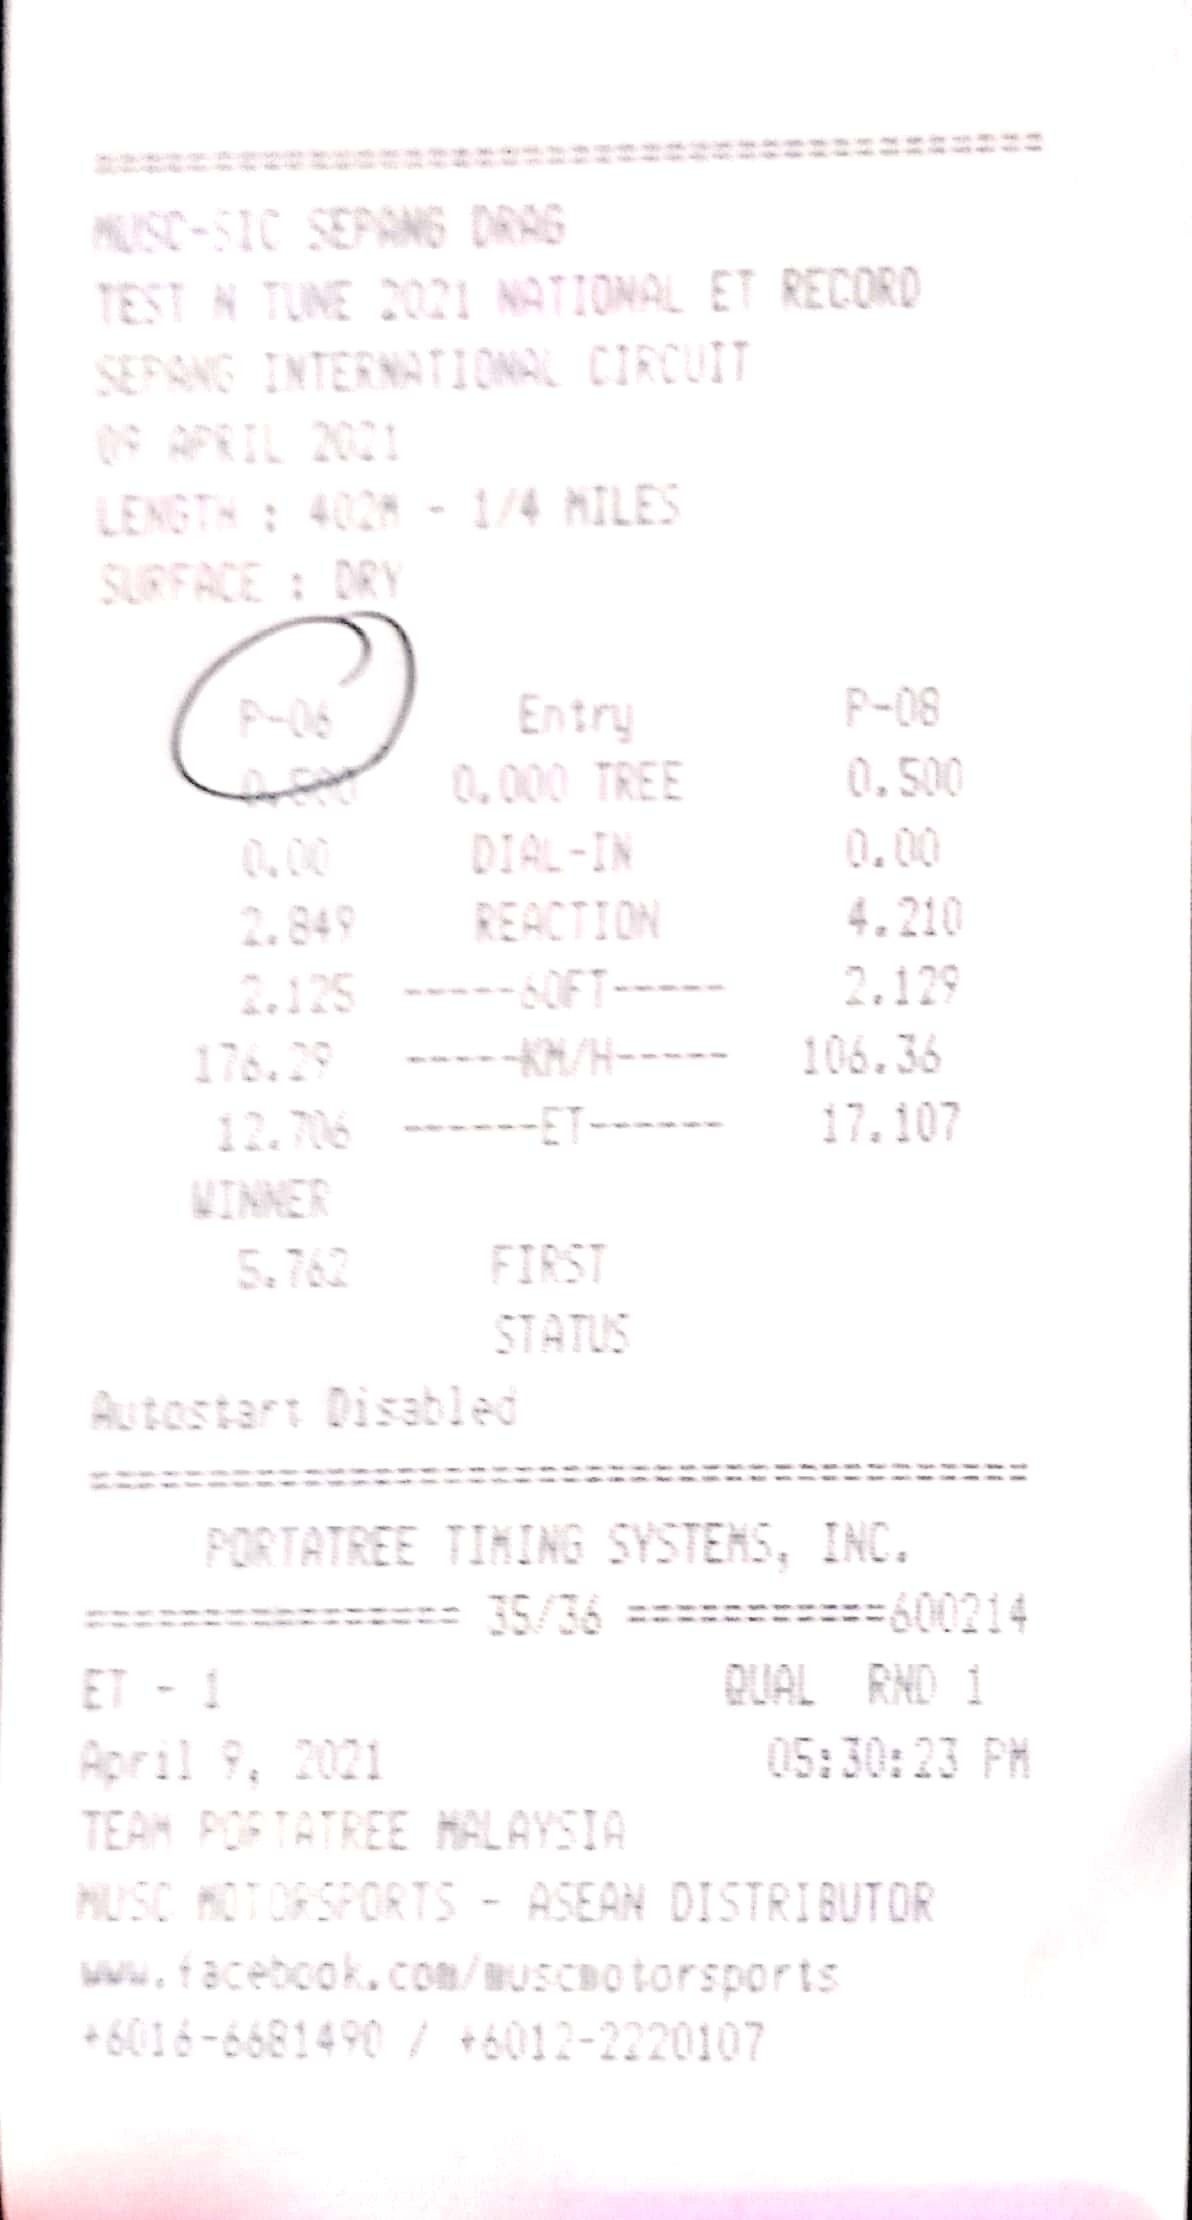 ========================================
MUSC-SIC SEPANG DRAG
TEST N TUNE 2021 NATIONAL ET RECORD
SEPANG INTERNATIONAL CIRCUIT
09 APRIL 2021
LENGTH : 402M - 1/4 MILES
SURFACE : DRY
P-06 Entry P-08
0.500 0.000 TREE 0.500
0.00 DIAL-IN 0.00
2.849 REACTION 4.210
2.125 -----60FT----- 2.129
176.29 -----KM/H----- 106.36
12.706 ------ET------ 17.107
WINNER
5.762 FIRST
STATUS
Autostart Disabled
========================================
PORTATREE TIMING SYSTEMS, INC.
================ 35/36 ===========600214
ET - 1 QUAL RND 1
April 9, 2021 05:30:23 PM
TEAM PORTATREE MALAYSIA
MUSC MOTORSPORTS - ASEAN DISTRIBUTOR
www.facebook.com/muscmotorsports
+6016-6681490 / +6012-2220107